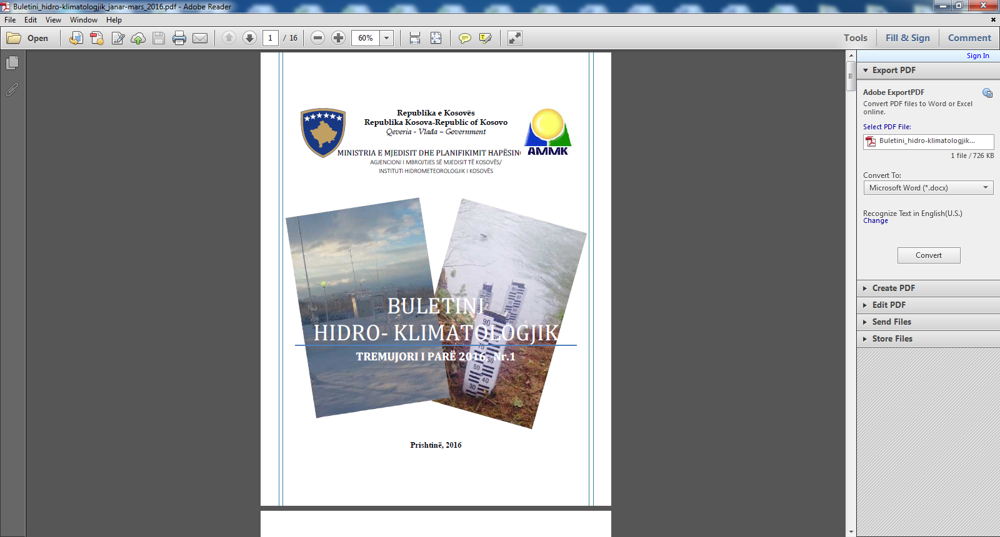 Buletini_hidro-klimatologjik_janar-mars_2016.pdf - Adobe Reader
File Edit View Window Help
Open 1 / 16 60% Tools Fill & Sign Comment
Sign In
Export PDF
Adobe ExportPDF
Convert PDF files to Word or Excel
online.
Select PDF File:
Buletini_hidro-klimatologjik...
1 file / 726 KB
Convert To:
Microsoft Word (*.docx)
Recognize Text in English(U.S.)
Change
Convert
Create PDF
Edit PDF
Send Files
Store Files
Republika e Kosovës
Republika Kosova-Republic of Kosovo
Qeveria - Vlada – Government
MINISTRIA E MJEDISIT DHE PLANIFIKIMIT HAPËSIN
AGJENCIONI I MBROJTJES SË MJEDISIT TË KOSOVËS/
INSTITUTI HIDROMETEOROLOGJIK I KOSOVËS
AMMK
BULETINI
HIDRO- KLIMATOLOGJIK
TREMUJORI I PARË 2016, Nr.1
90
80
70
60
50
40
30
Prishtinë, 2016